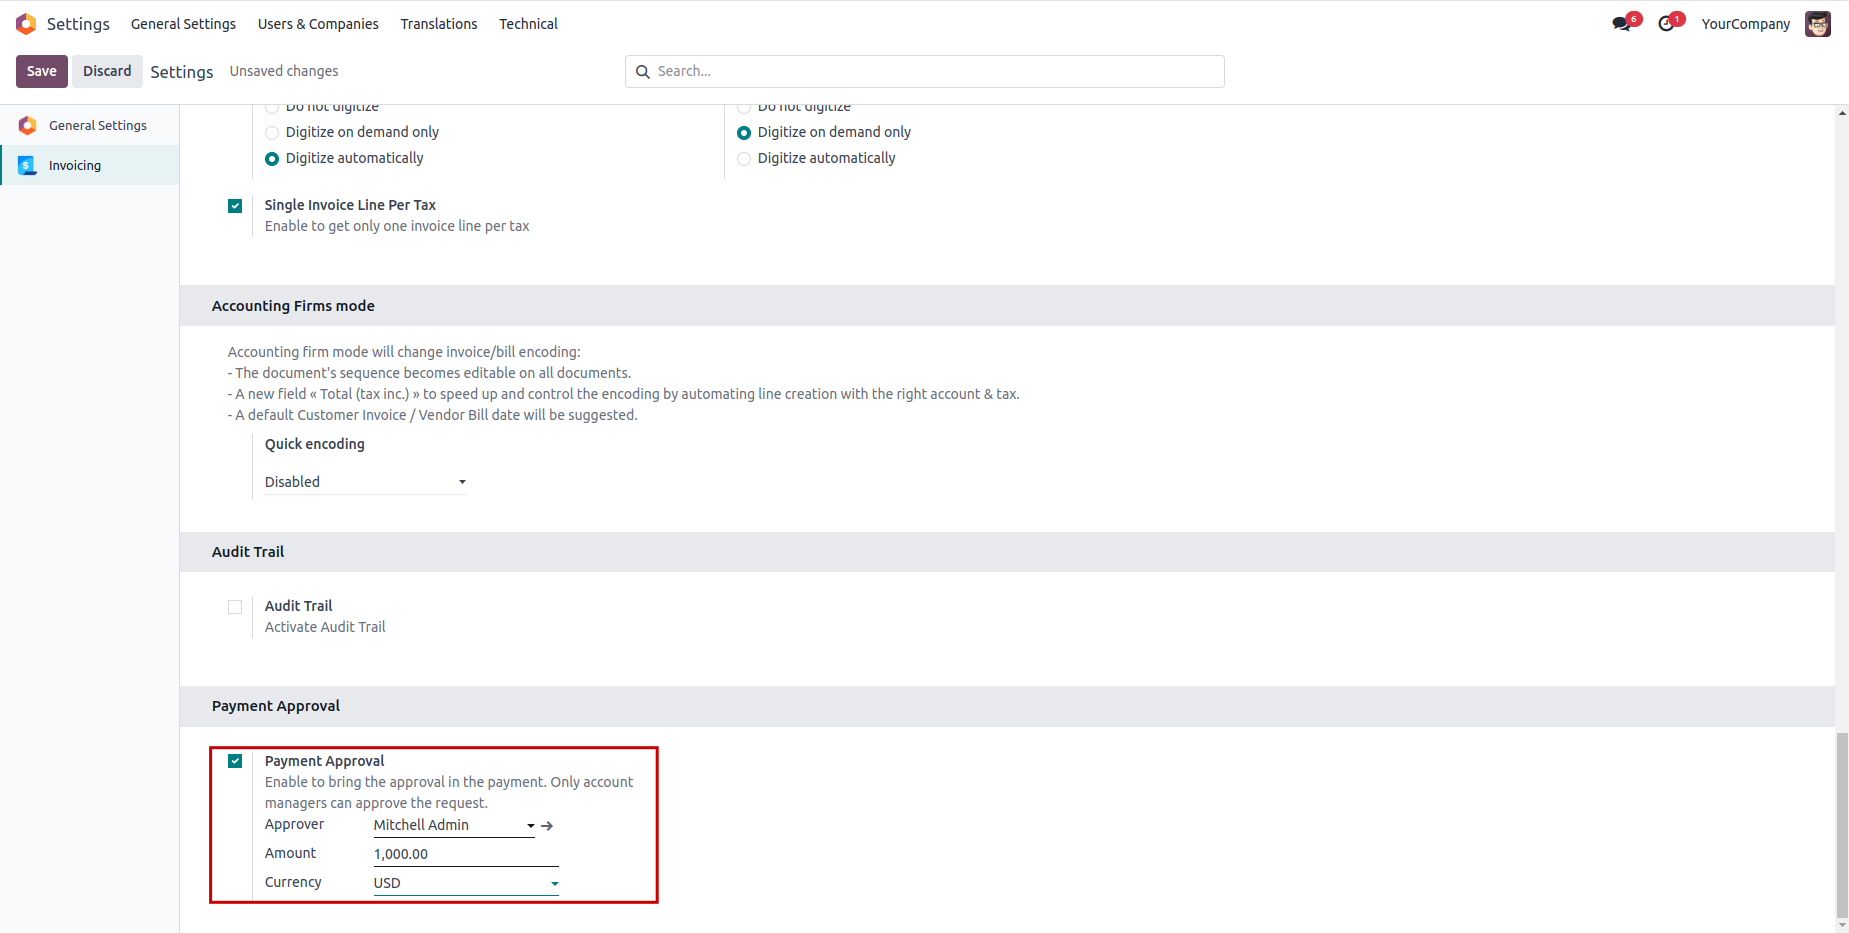 Settings General Settings Users & Companies Translations Technical 6 1 YourCompany
Save Discard Settings Unsaved changes Search...
General Settings
Invoicing
Do not digitize Do not digitize
Digitize on demand only Digitize on demand only
Digitize automatically Digitize automatically
Single Invoice Line Per Tax
Enable to get only one invoice line per tax
Accounting Firms mode
Accounting firm mode will change invoice/bill encoding:
- The document's sequence becomes editable on all documents.
- A new field « Total (tax inc.) » to speed up and control the encoding by automating line creation with the right account & tax.
- A default Customer Invoice / Vendor Bill date will be suggested.
Quick encoding
Disabled
Audit Trail
Audit Trail
Activate Audit Trail
Payment Approval
Payment Approval
Enable to bring the approval in the payment. Only account
managers can approve the request.
Approver Mitchell Admin
Amount 1,000.00
Currency USD